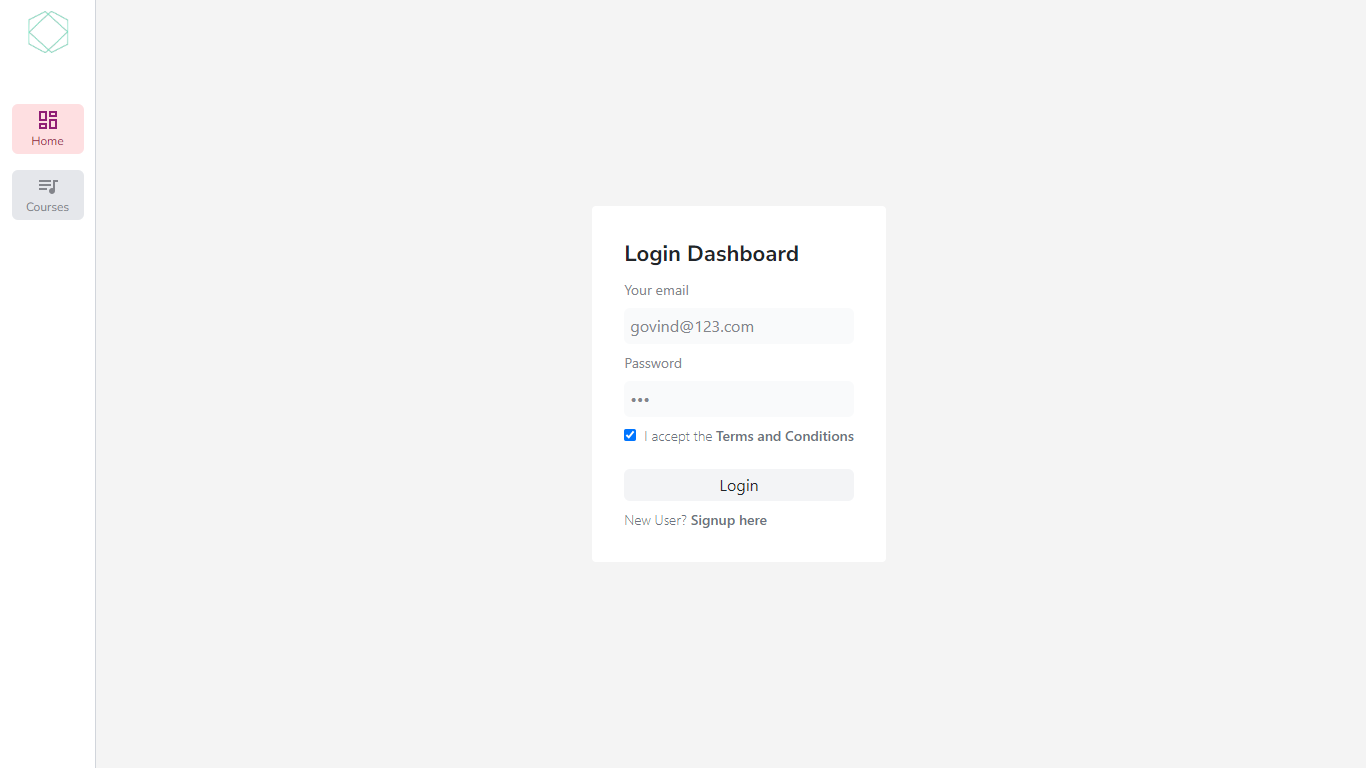 Home
Courses
Login Dashboard
Your email
govind@123.com
Password
•••
I accept the Terms and Conditions
Login
New User? Signup here